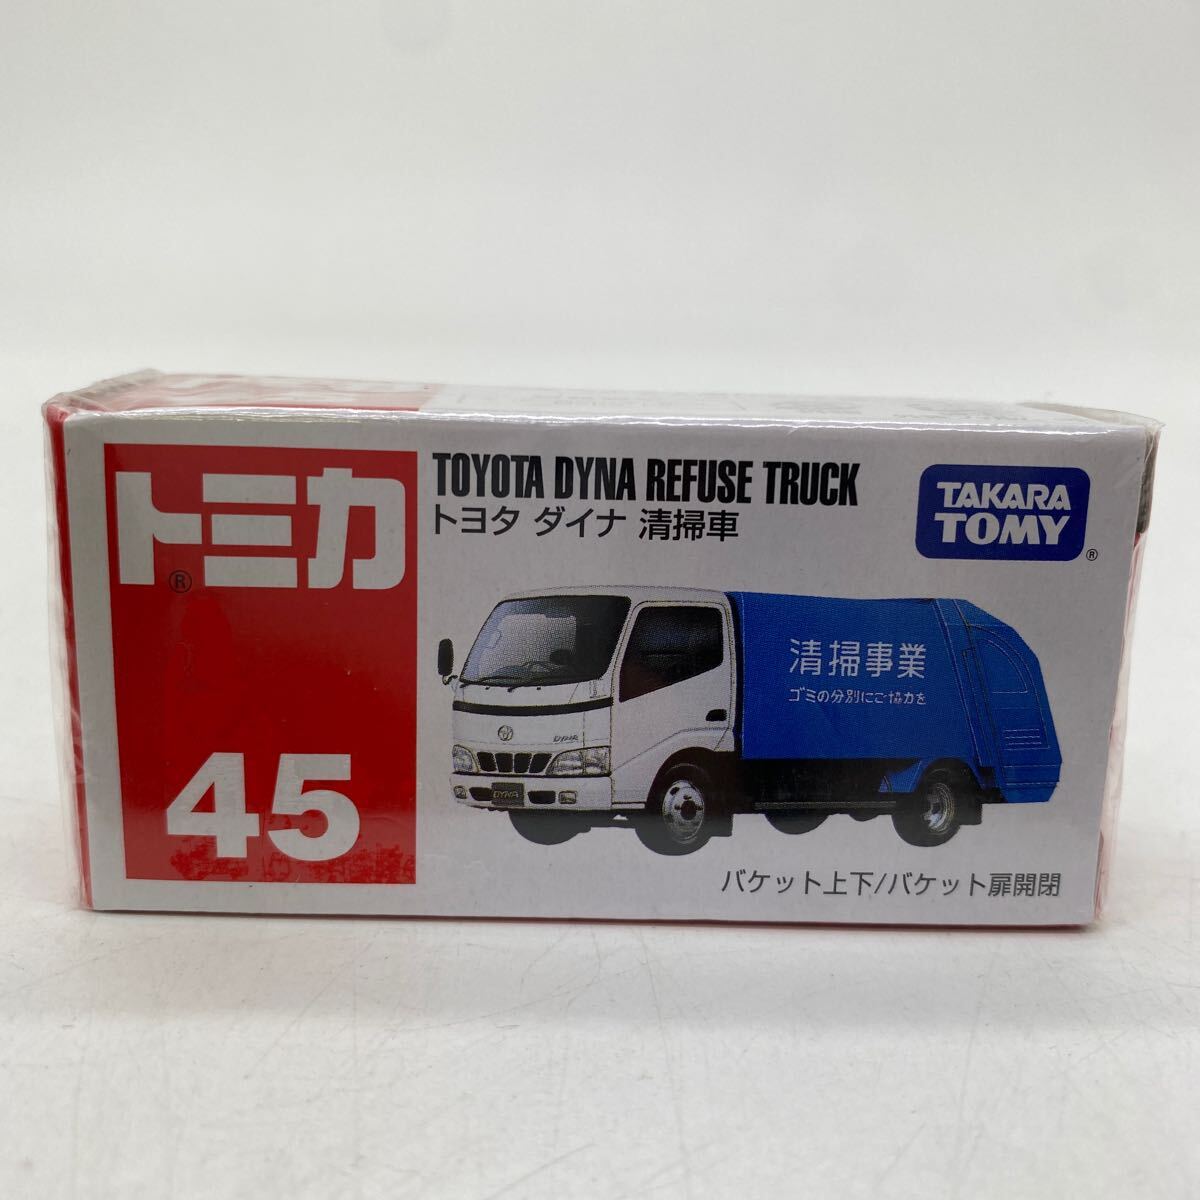 トミカ
®
45
TOYOTA DYNA REFUSE TRUCK
トヨタ ダイナ 清掃車
TAKARA
TOMY
®
清掃事業
ゴミの分別にご協力を
DYNA
DYNA
バケット上下/バケット扉開閉